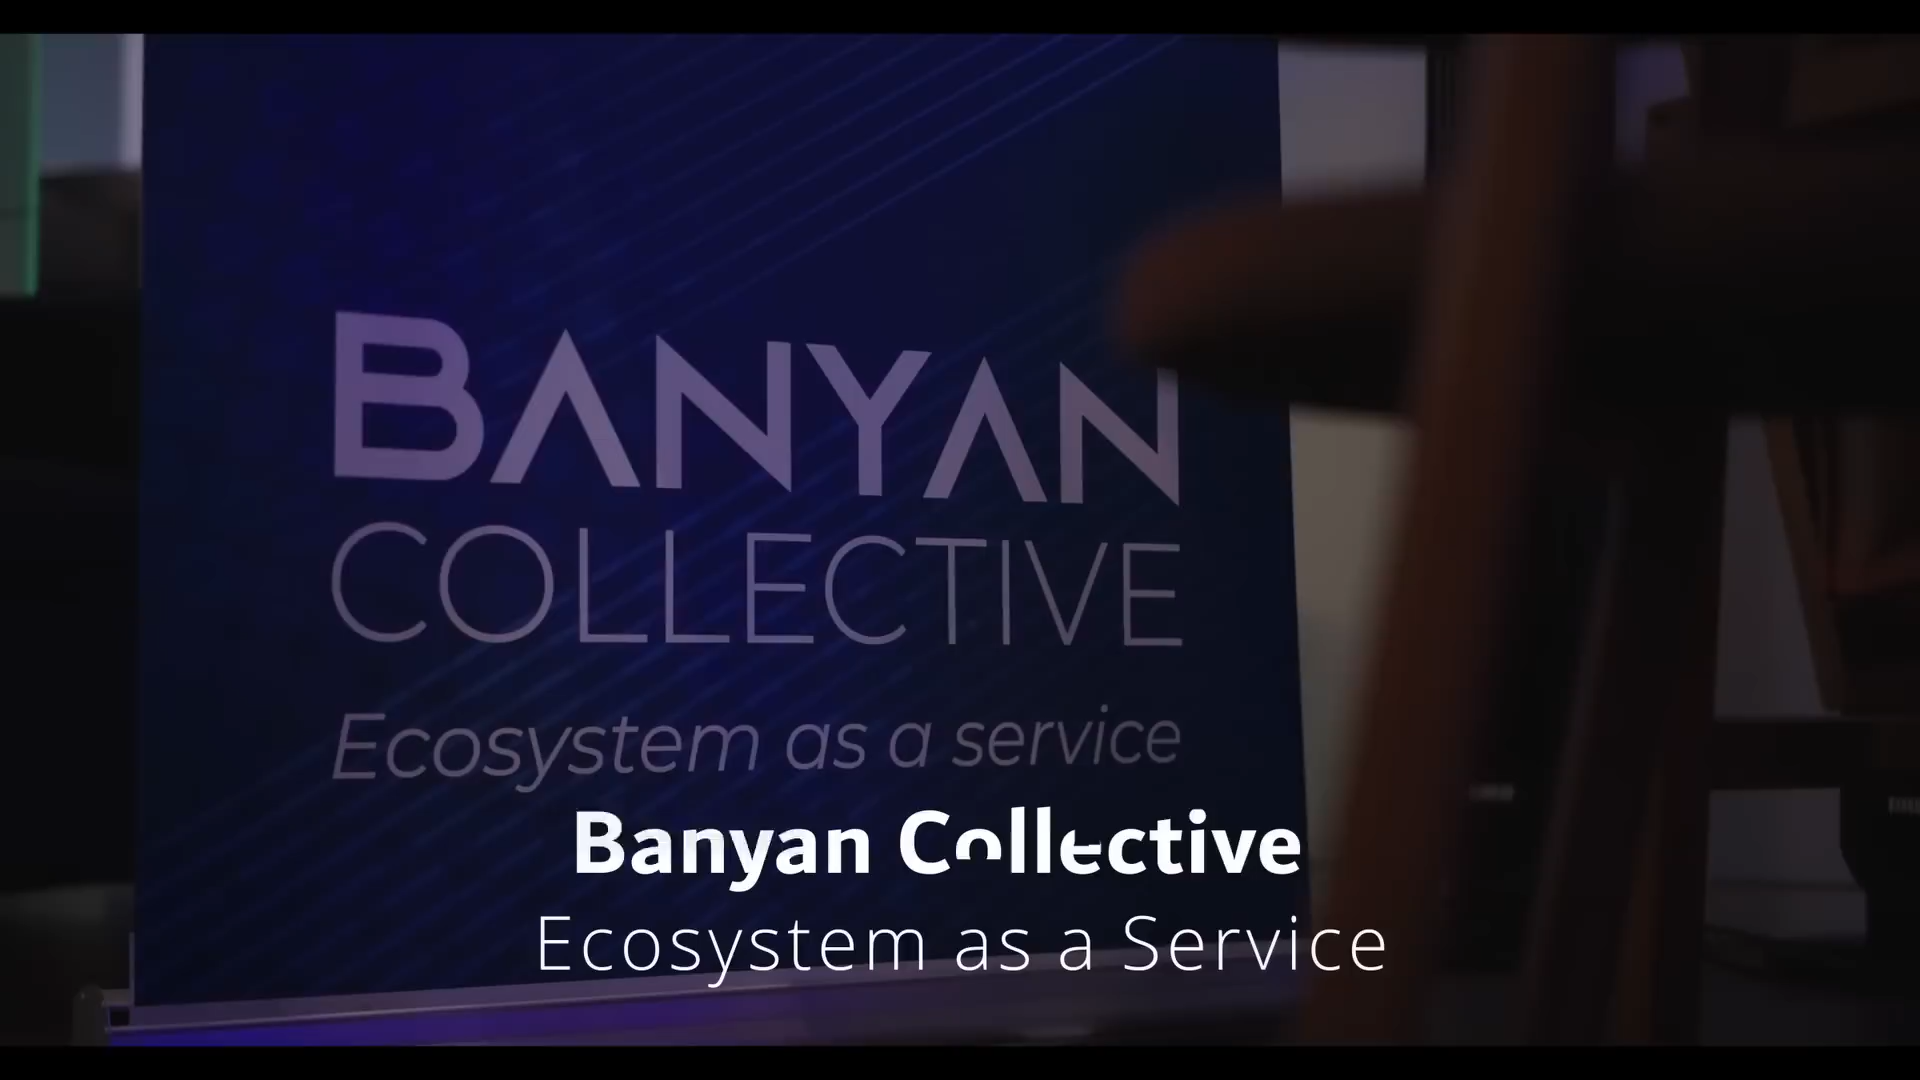 BANYAN
COLLECTIVE
Ecosystem as a service
Banyan Collective
Ecosystem as a Service